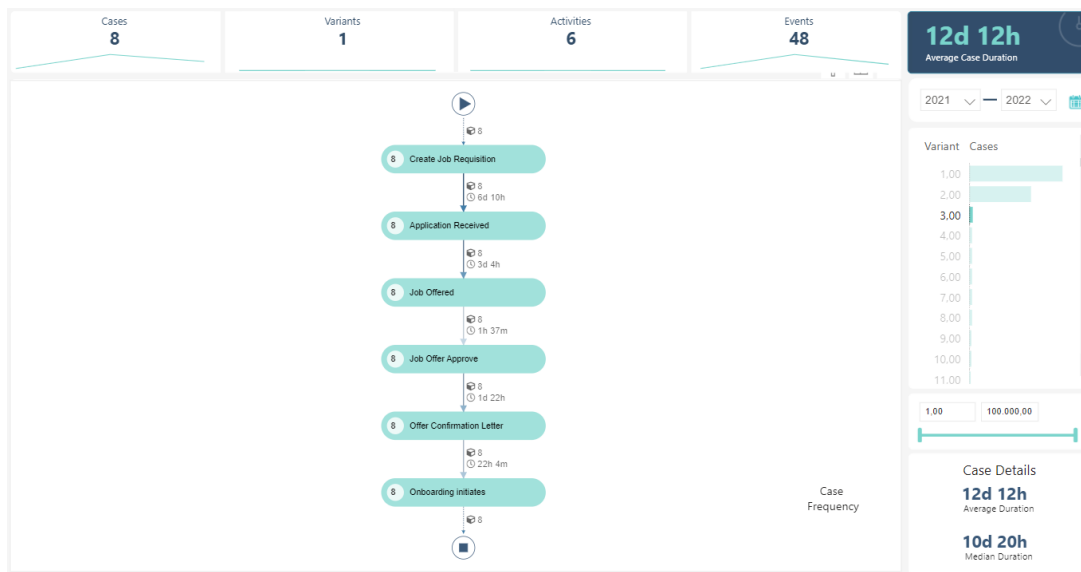 Cases
8
Variants
1
Activities
6
Events
48
12d 12h
Average Case Duration
2021
2022
8
8 Create Job Requisition
8
6d 10h
8 Application Received
8
3d 4h
8 Job Offered
8
1h 37m
8 Job Offer Approve
8
1d 22h
8 Offer Confirmation Letter
8
22h 4m
8 Onboarding initiates
8
Case
Frequency
Variant Cases
1,00
2,00
3,00
4,00
5,00
6,00
7,00
8,00
9,00
10,00
11,00
1,00
100.000,00
Case Details
12d 12h
Average Duration
10d 20h
Median Duration